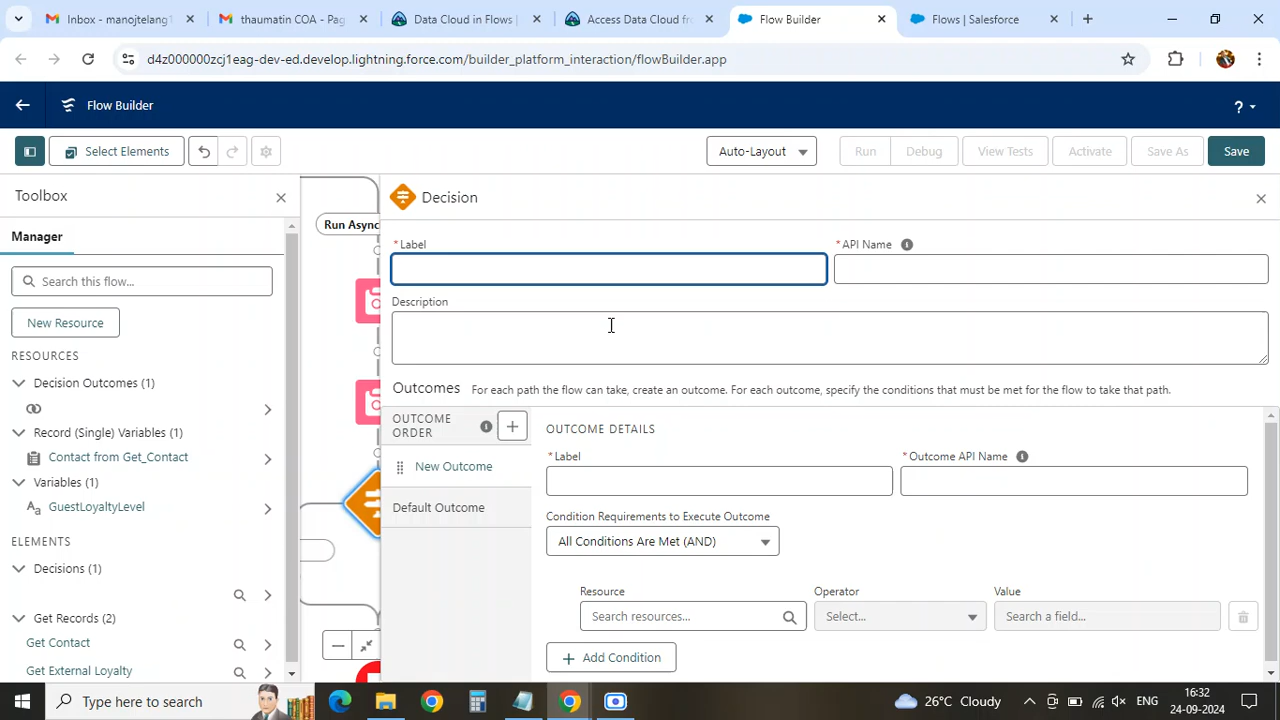 Inbox - manojtelang1
thaumatin COA - Pag
Data Cloud in Flows |
Access Data Cloud fr
Flow Builder
Flows | Salesforce
d4z000000zcj1eag-dev-ed.develop.lightning.force.com/builder_platform_interaction/flowBuilder.app
Flow Builder
?
Select Elements
Auto-Layout
Run
Debug
View Tests
Activate
Save As
Save
Toolbox
Manager
Search this flow...
New Resource
RESOURCES
Decision Outcomes (1)
Record (Single) Variables (1)
Contact from Get_Contact
Variables (1)
Aa GuestLoyaltyLevel
ELEMENTS
Decisions (1)
Get Records (2)
Get Contact
Get External Loyalty
Run Async
Decision
* Label
* API Name
Description
Outcomes For each path the flow can take, create an outcome. For each outcome, specify the conditions that must be met for the flow to take that path.
OUTCOME ORDER
New Outcome
Default Outcome
OUTCOME DETAILS
* Label
* Outcome API Name
Condition Requirements to Execute Outcome
All Conditions Are Met (AND)
Resource
Operator
Value
Search resources...
Select...
Search a field...
+ Add Condition
Type here to search
26°C Cloudy
ENG
16:32
24-09-2024